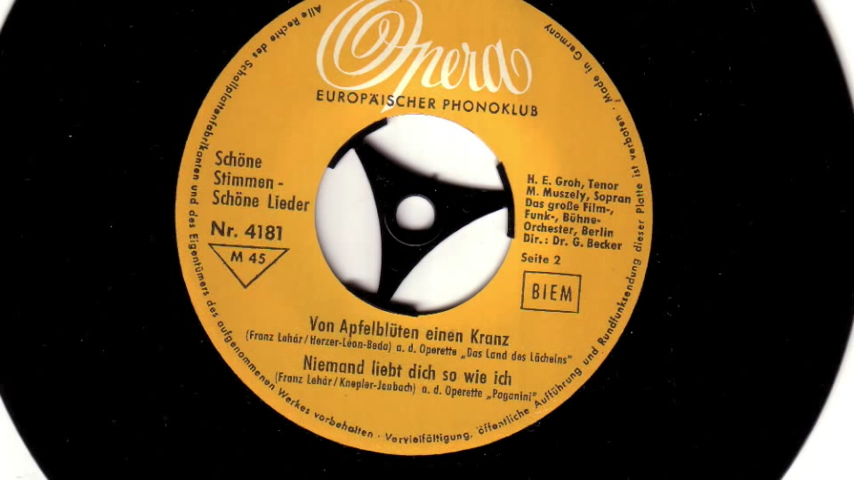 Opera
EUROPÄISCHER PHONOKLUB
Schöne
Stimmen -
Schöne Lieder
Nr. 4181
M 45
H. E. Groh, Tenor
M. Muszely, Sopran
Das große Film-,
Funk-, Bühne-
Orchester, Berlin
Dir.: Dr. G. Becker
Seite 2
BIEM
Von Apfelblüten einen Kranz
(Franz Lehár/Herzer-Léon-Beda) a. d. Operette „Das Land des Lächelns"
Niemand liebt dich so wie ich
(Franz Lehár/Knepler-Jenbach) a. d. Operette „Paganini"
Alle Rechte des Schallplattenfabrikanten und des Eigentümers des aufgenommenen Werkes vorbehalten · Vervielfältigung, öffentliche Aufführung und Rundfunksendung dieser Platte ist verboten · Made in Germany